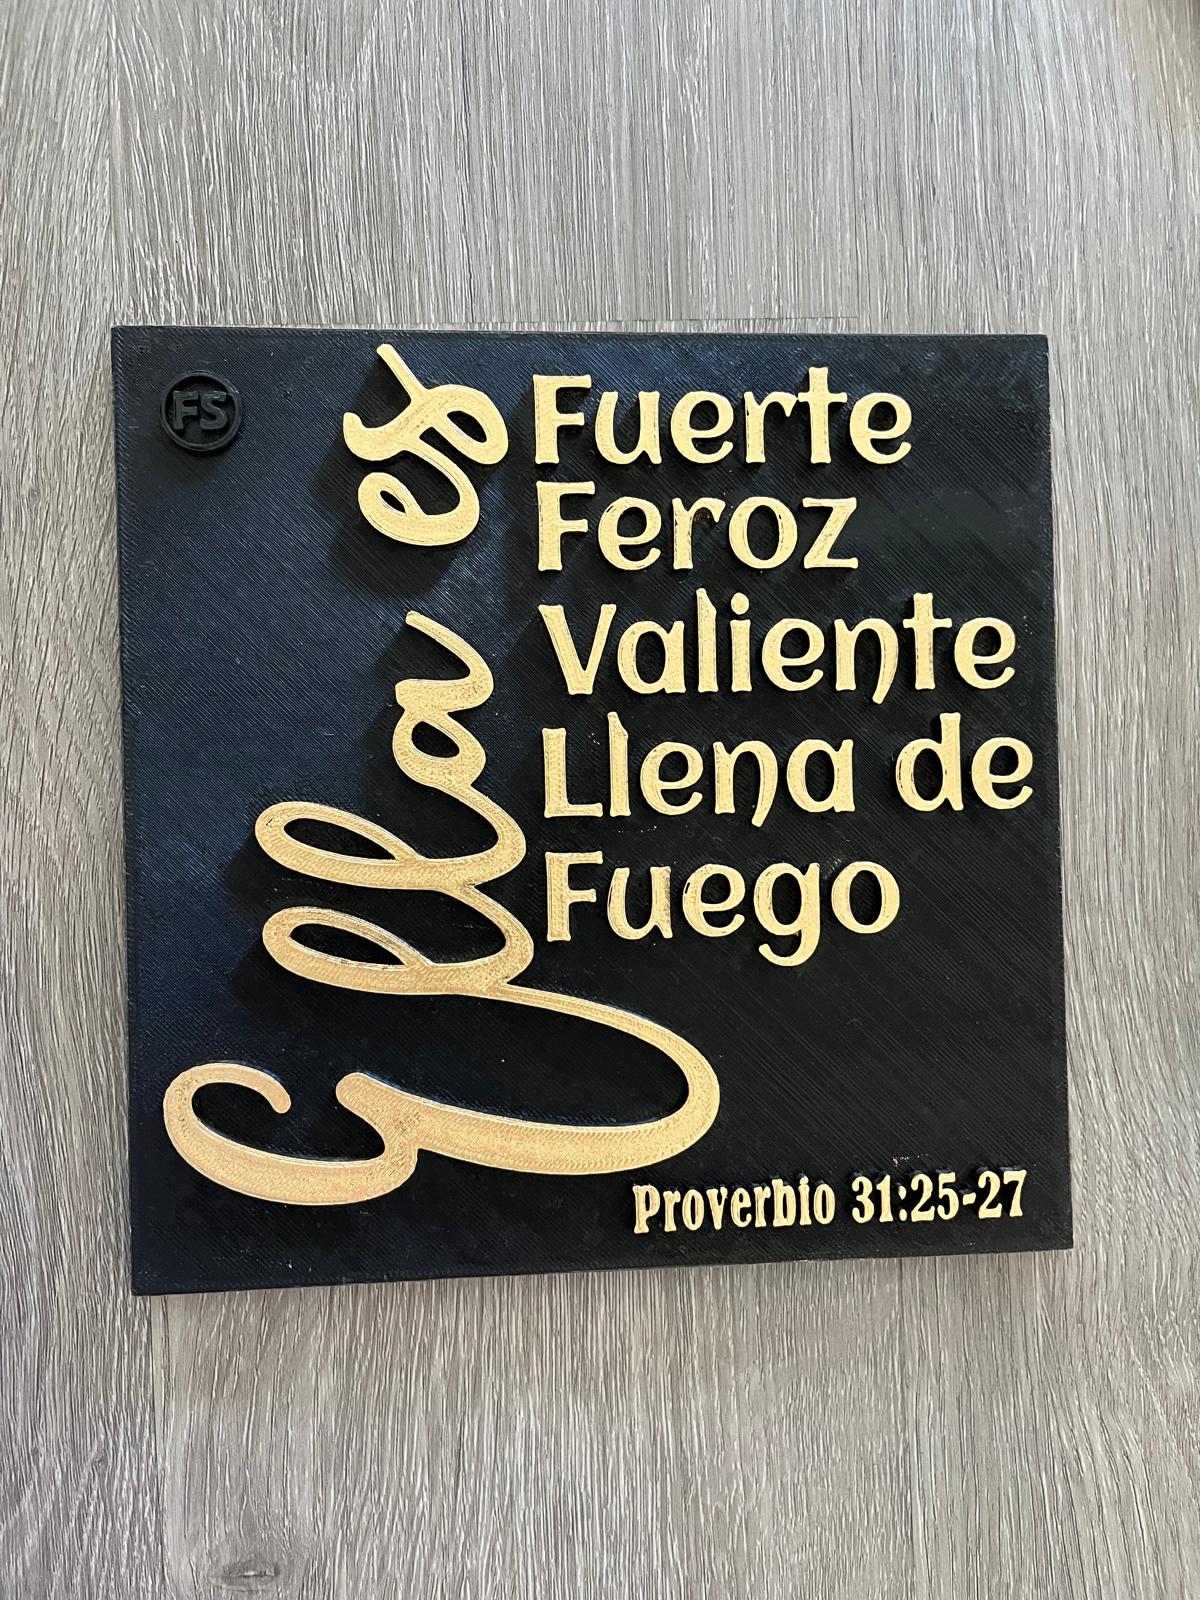 FS
Ella es
Fuerte
Feroz
Valiente
Llena de
Fuego
Proverbio 31:25-27